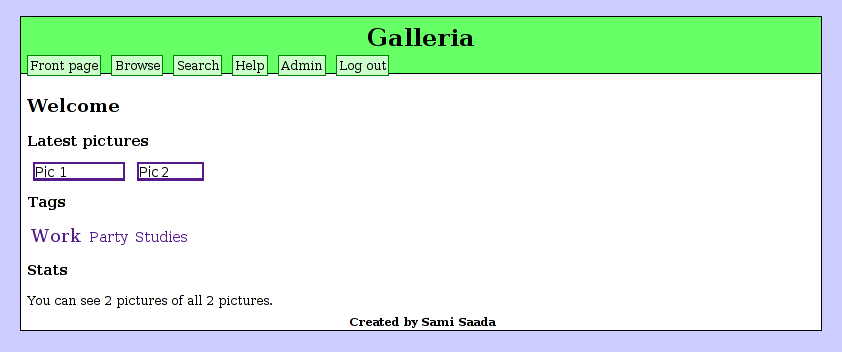 Galleria
Front page Browse Search Help Admin Log out
Welcome
Latest pictures
Pic 1 Pic 2
Tags
Work Party Studies
Stats
You can see 2 pictures of all 2 pictures.
Created by Sami Saada